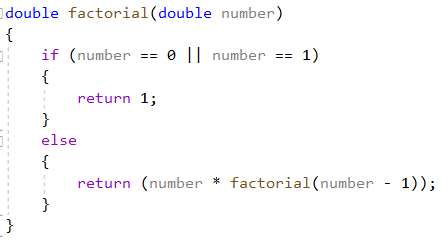 double factorial(double number)
{
    if (number == 0 || number == 1)
    {
        return 1;
    }
    else
    {
        return (number * factorial(number - 1));
    }
}